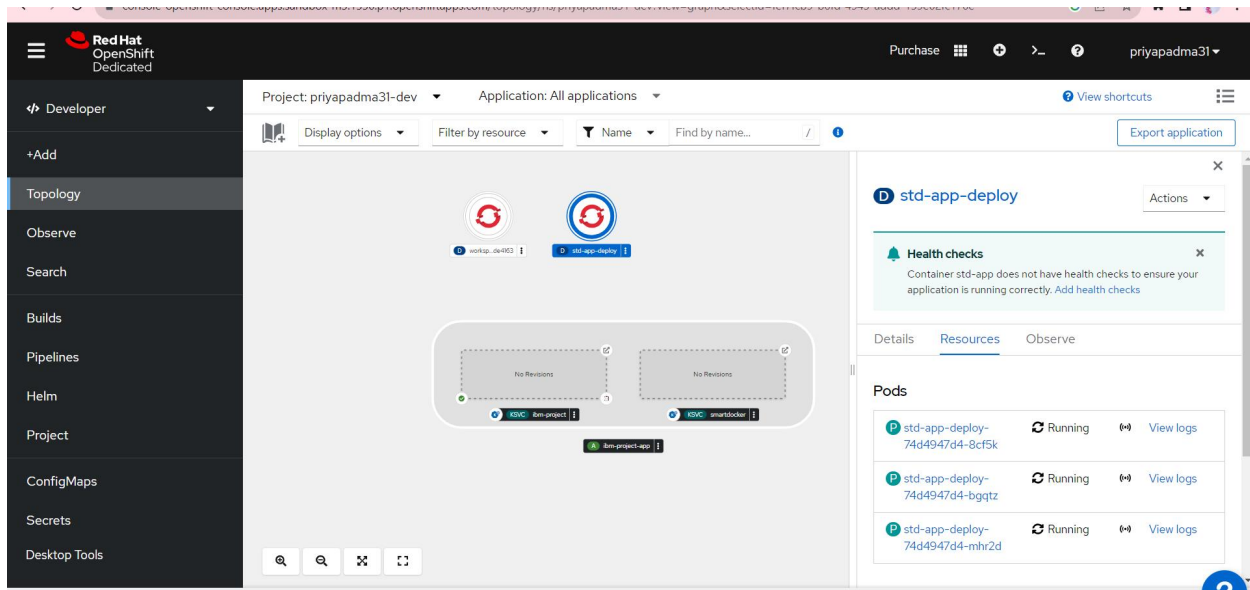 Red Hat
OpenShift
Dedicated
Purchase
priyapadma31
Developer
+Add
Topology
Observe
Search
Builds
Pipelines
Helm
Project
ConfigMaps
Secrets
Desktop Tools
Project: priyapadma31-dev
Application: All applications
View shortcuts
Display options
Filter by resource
Name
Find by name...
/
Export application
D worksp...de4163
D std-app-deploy
No Revisions
No Revisions
KSVC ibm-project
KSVC smartdocker
A ibm-project-app
D std-app-deploy
Actions
Health checks
Container std-app does not have health checks to ensure your
application is running correctly. Add health checks
Details Resources Observe
Pods
P std-app-deploy-
74d4947d4-8cf5k
Running
View logs
P std-app-deploy-
74d4947d4-bgqtz
Running
View logs
P std-app-deploy-
74d4947d4-mhr2d
Running
View logs